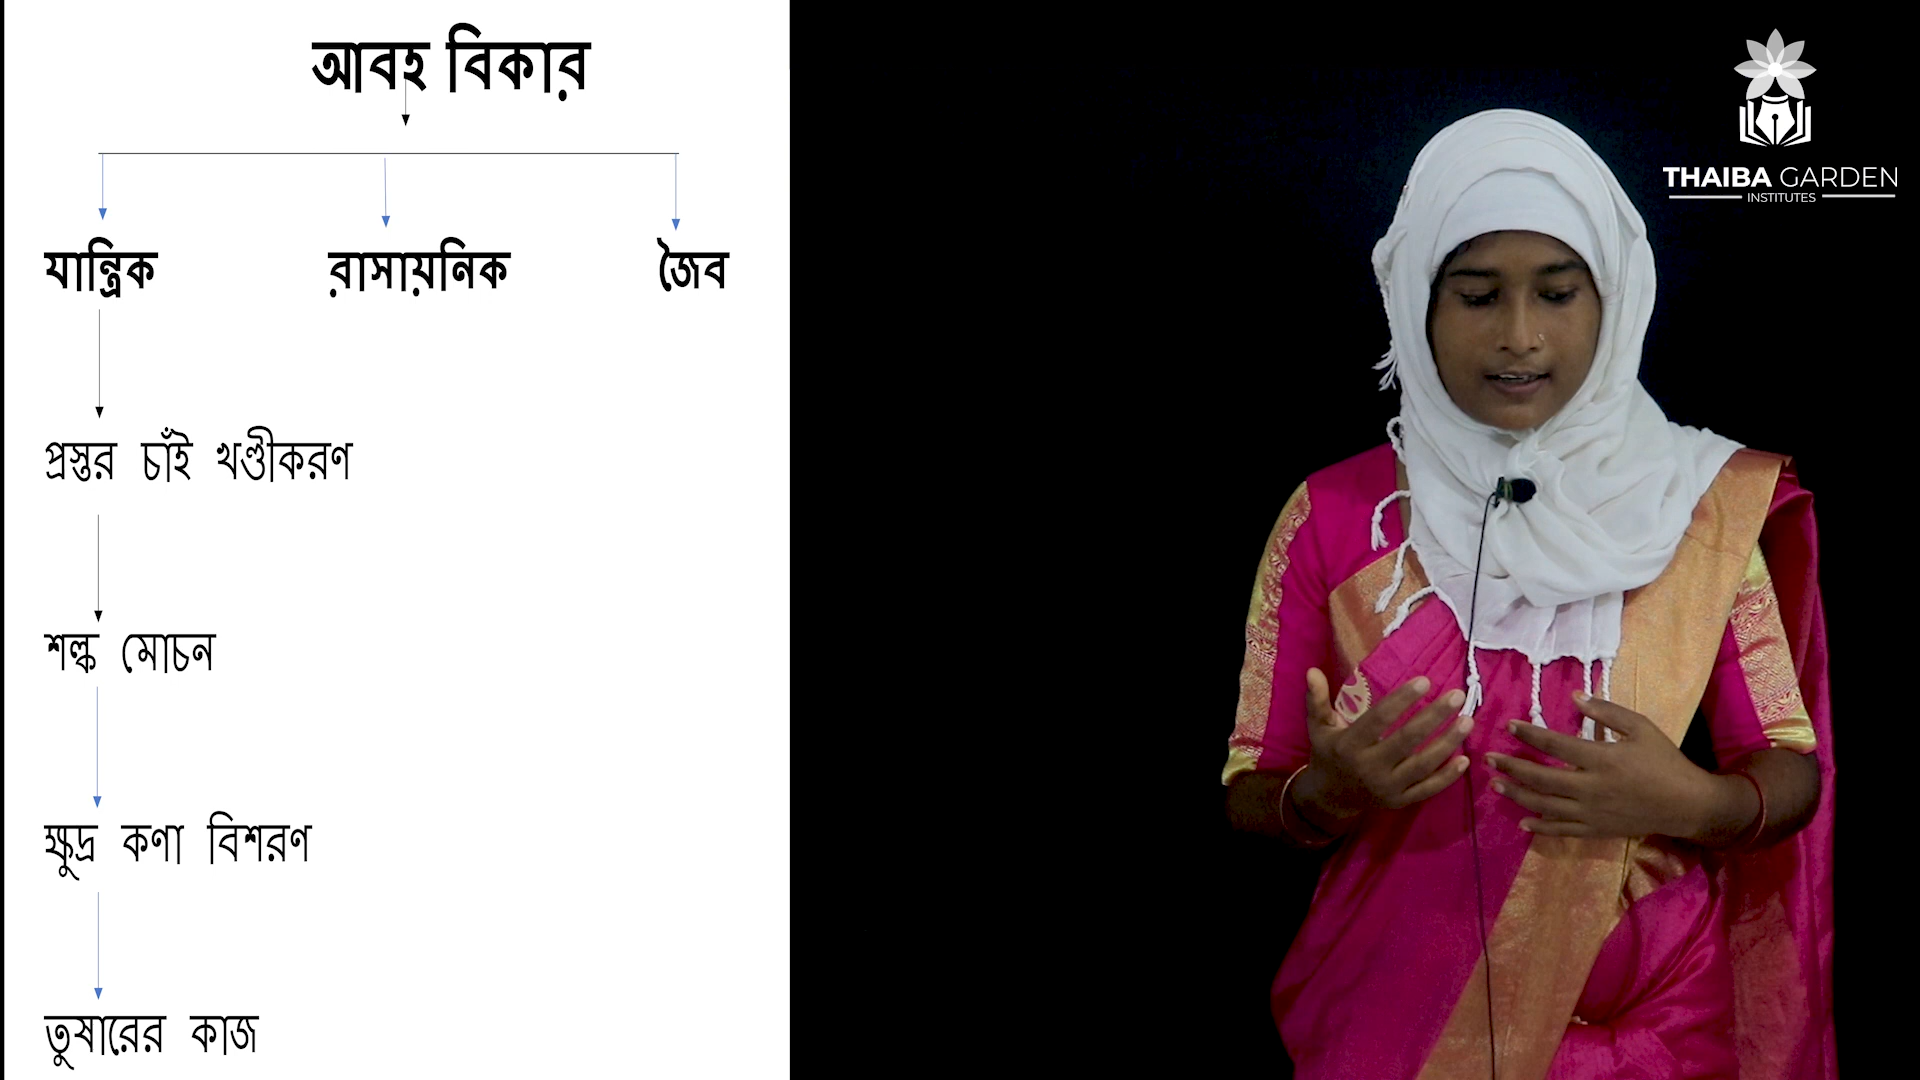 আবহ বিকার
যান্ত্রিক রাসায়নিক জৈব
প্রস্তর চাঁই খণ্ডীকরণ
শল্ক মোচন
ক্ষুদ্র কণা বিশরণ
তুষারের কাজ
THAIBA GARDEN
INSTITUTES